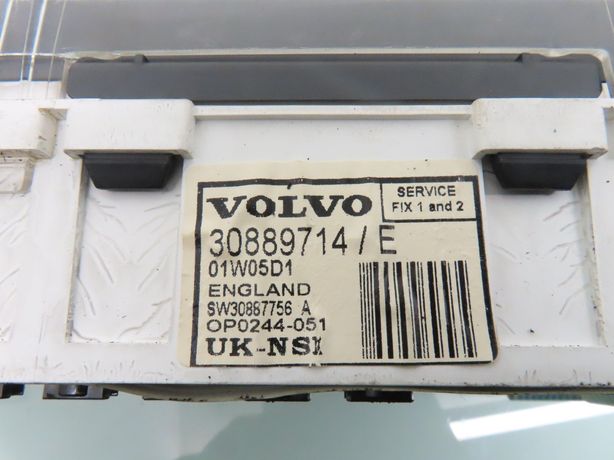 VOLVO
SERVICE
FIX 1 and 2
30889714/E
01W05D1
ENGLAND
SW30887756 A
OP0244-051
UK-NSI